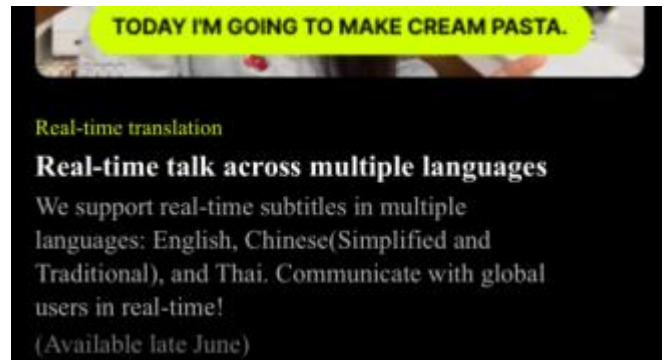 TODAY I'M GOING TO MAKE CREAM PASTA.
Real-time translation
Real-time talk across multiple languages
We support real-time subtitles in multiple
languages: English, Chinese(Simplified and
Traditional), and Thai. Communicate with global
users in real-time!
(Available late June)